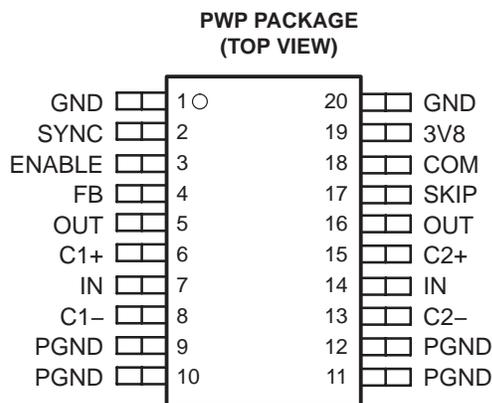 PWP PACKAGE
(TOP VIEW)
GND 1 20 GND
SYNC 2 19 3V8
ENABLE 3 18 COM
FB 4 17 SKIP
OUT 5 16 OUT
C1+ 6 15 C2+
IN 7 14 IN
C1– 8 13 C2–
PGND 9 12 PGND
PGND 10 11 PGND